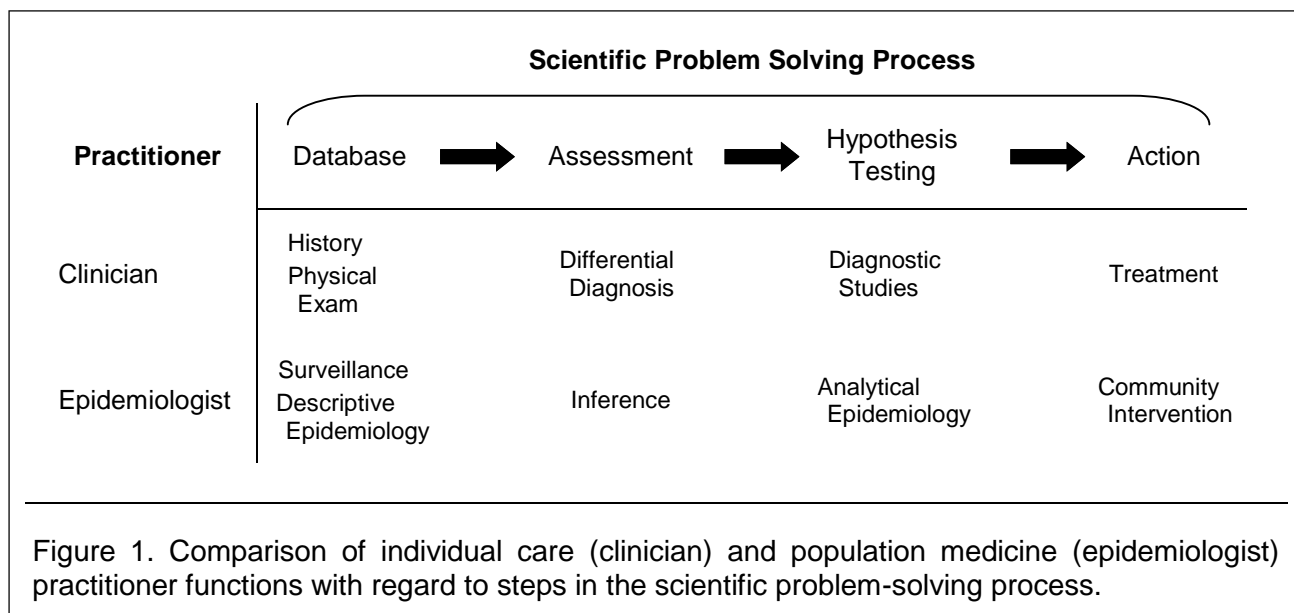 Scientific Problem Solving Process
Practitioner Database Assessment Hypothesis Testing Action
Clinician
History
Physical
Exam
Differential
Diagnosis
Diagnostic
Studies
Treatment
Epidemiologist
Surveillance
Descriptive
Epidemiology
Inference
Analytical
Epidemiology
Community
Intervention
Figure 1. Comparison of individual care (clinician) and population medicine (epidemiologist)
practitioner functions with regard to steps in the scientific problem-solving process.